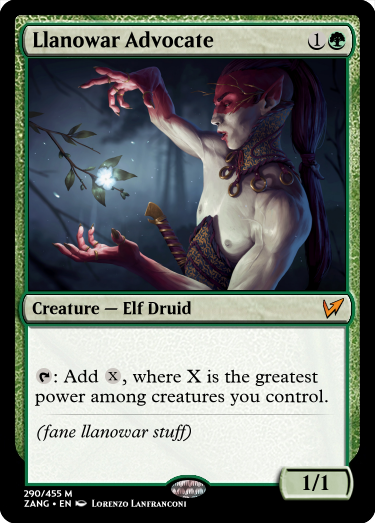 Llanowar Advocate 1
Creature — Elf Druid
: Add X, where X is the greatest
power among creatures you control.
(fane llanowar stuff)
1/1
290/455 M
ZANG • EN Lorenzo Lanfranconi